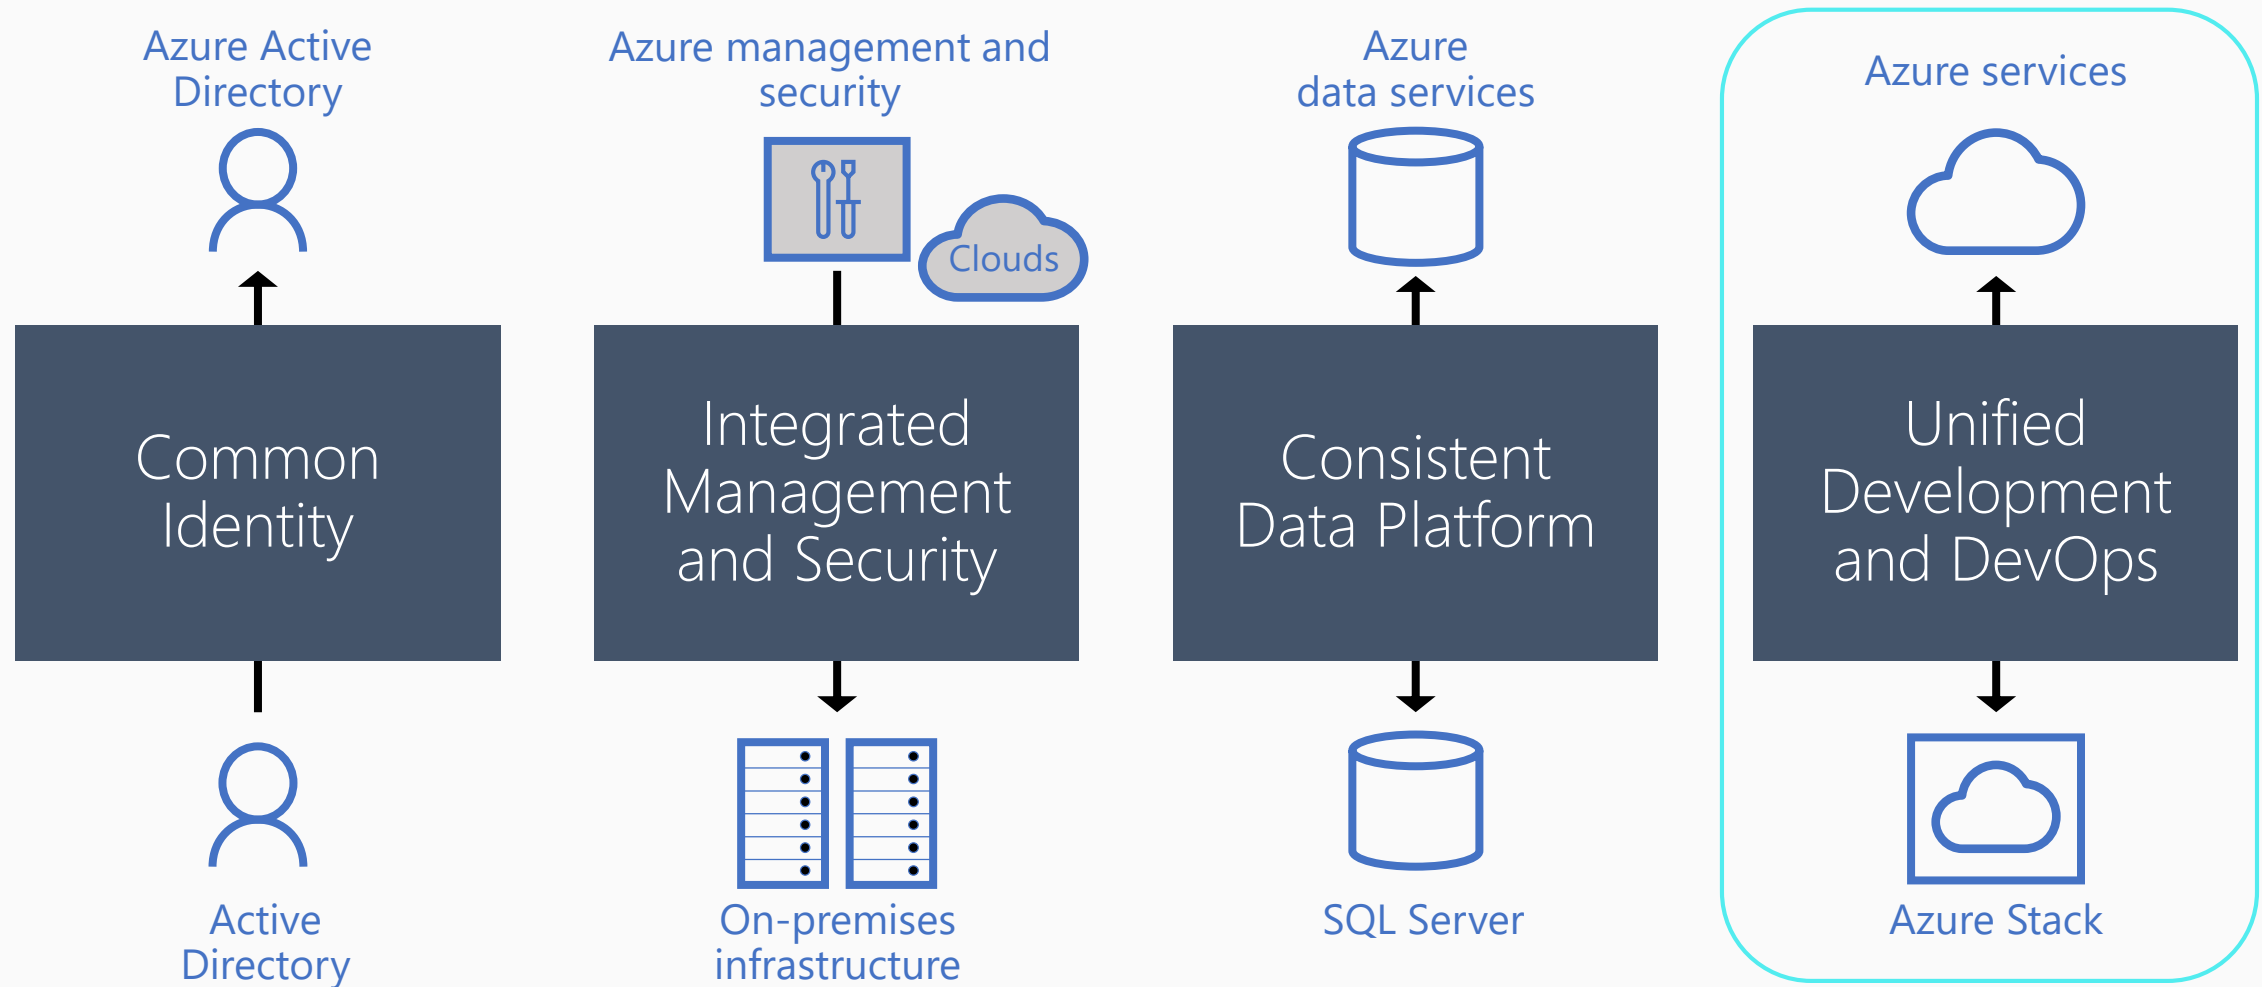 Azure Active
Directory
Azure management and
security
Azure
data services
Azure services
Clouds
Common
Identity
Integrated
Management
and Security
Consistent
Data Platform
Unified
Development
and DevOps
Active
Directory
On-premises
infrastructure
SQL Server
Azure Stack